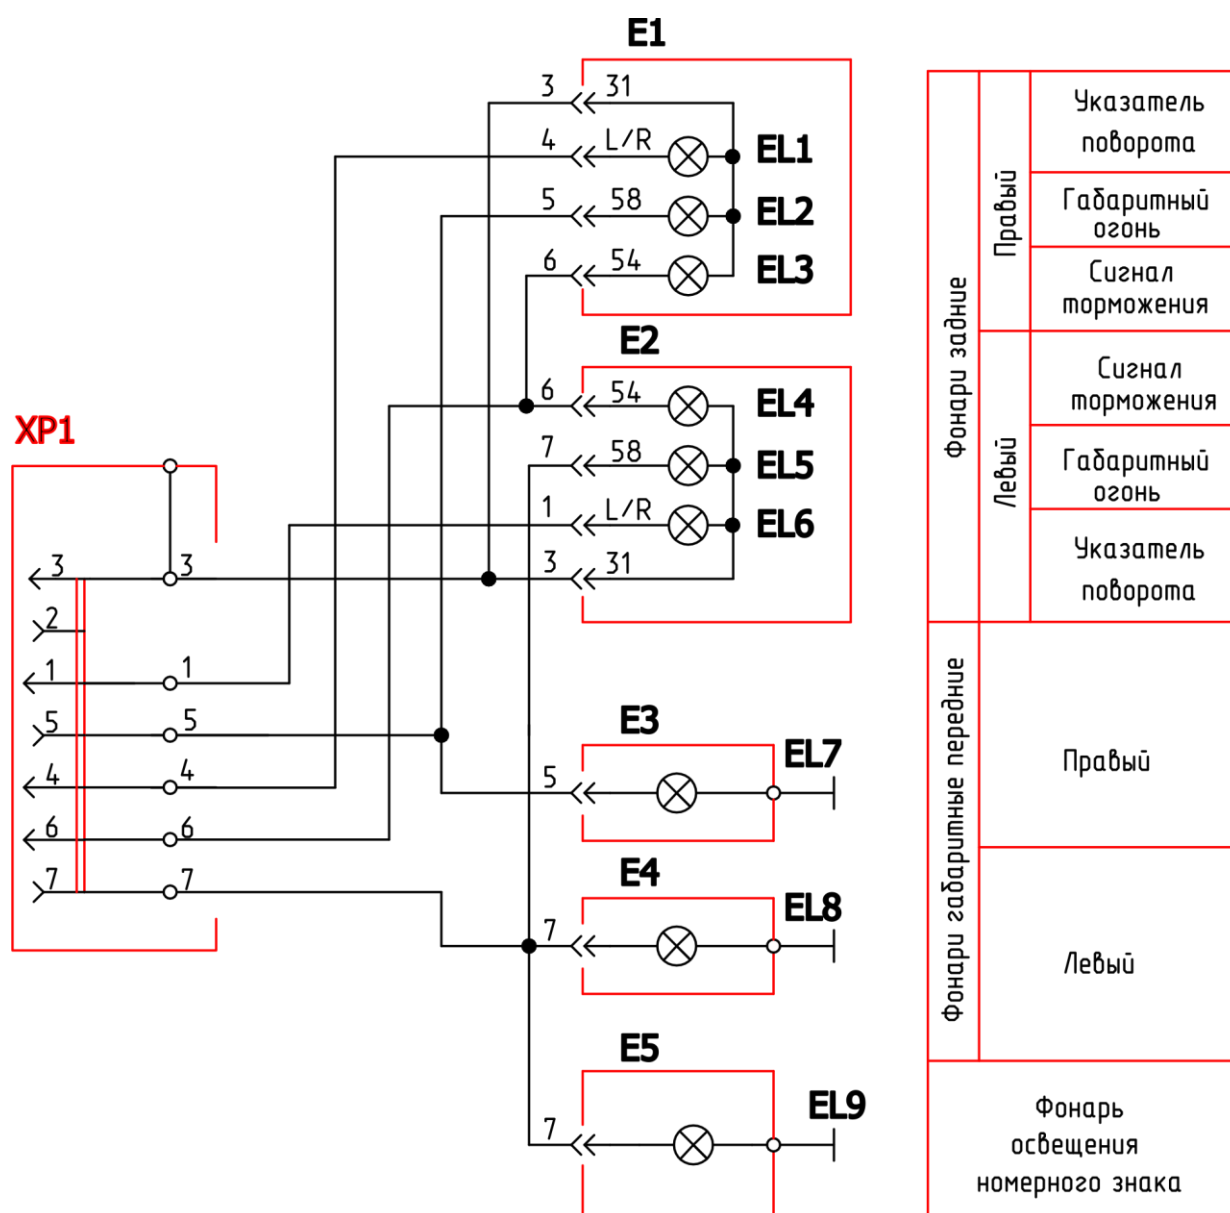 E1
3 31
4 L/R EL1
5 58 EL2
6 54 EL3
E2
6 54 EL4
7 58 EL5
1 L/R EL6
3 31
XP1
3 3
2
1 1
5 5
4 4
6 6
7 7
E3
5 EL7
E4
7 EL8
E5
7 EL9
Фонари задние
Правый
Указатель
поворота
Габаритный
огонь
Сигнал
торможения
Левый
Сигнал
торможения
Габаритный
огонь
Указатель
поворота
Фонари габаритные передние
Правый
Левый
Фонарь
освещения
номерного знака